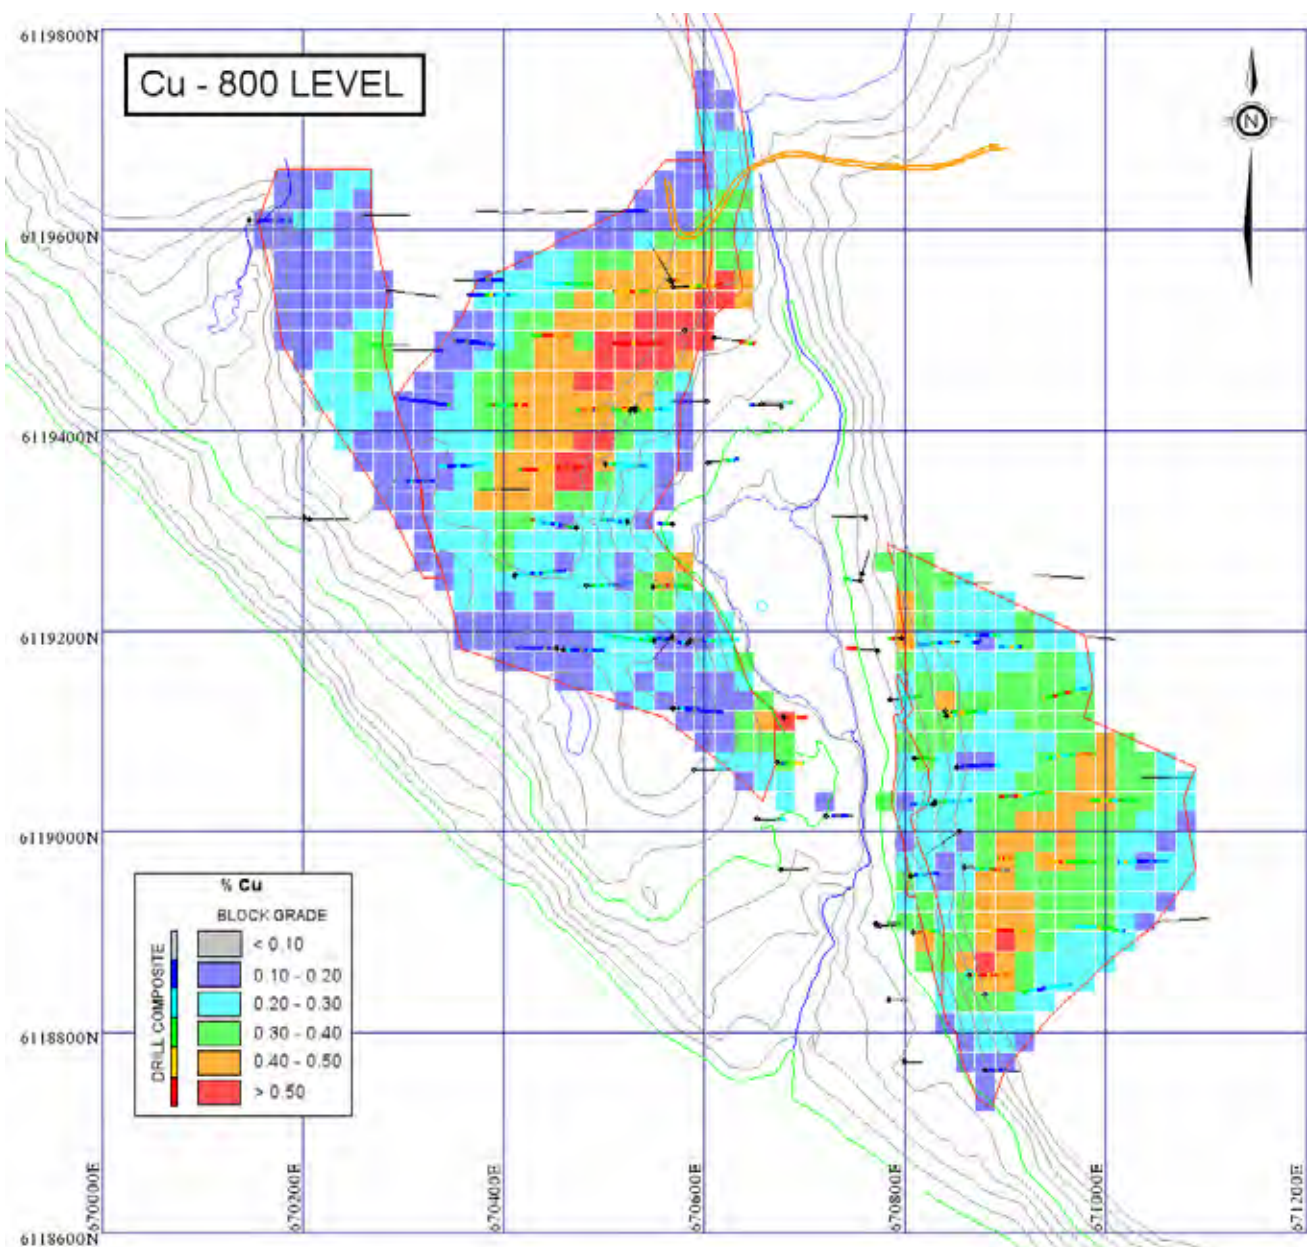 6119800N
Cu - 800 LEVEL
N
6119600N
6119400N
6119200N
6119000N
% Cu
BLOCK GRADE
DRILL COMPOSITE
< 0.10
0.10 - 0.20
0.20 - 0.30
0.30 - 0.40
0.40 - 0.50
> 0.50
6118800N
670000E
670200E
670400E
670600E
670800E
671000E
671200E
6118600N